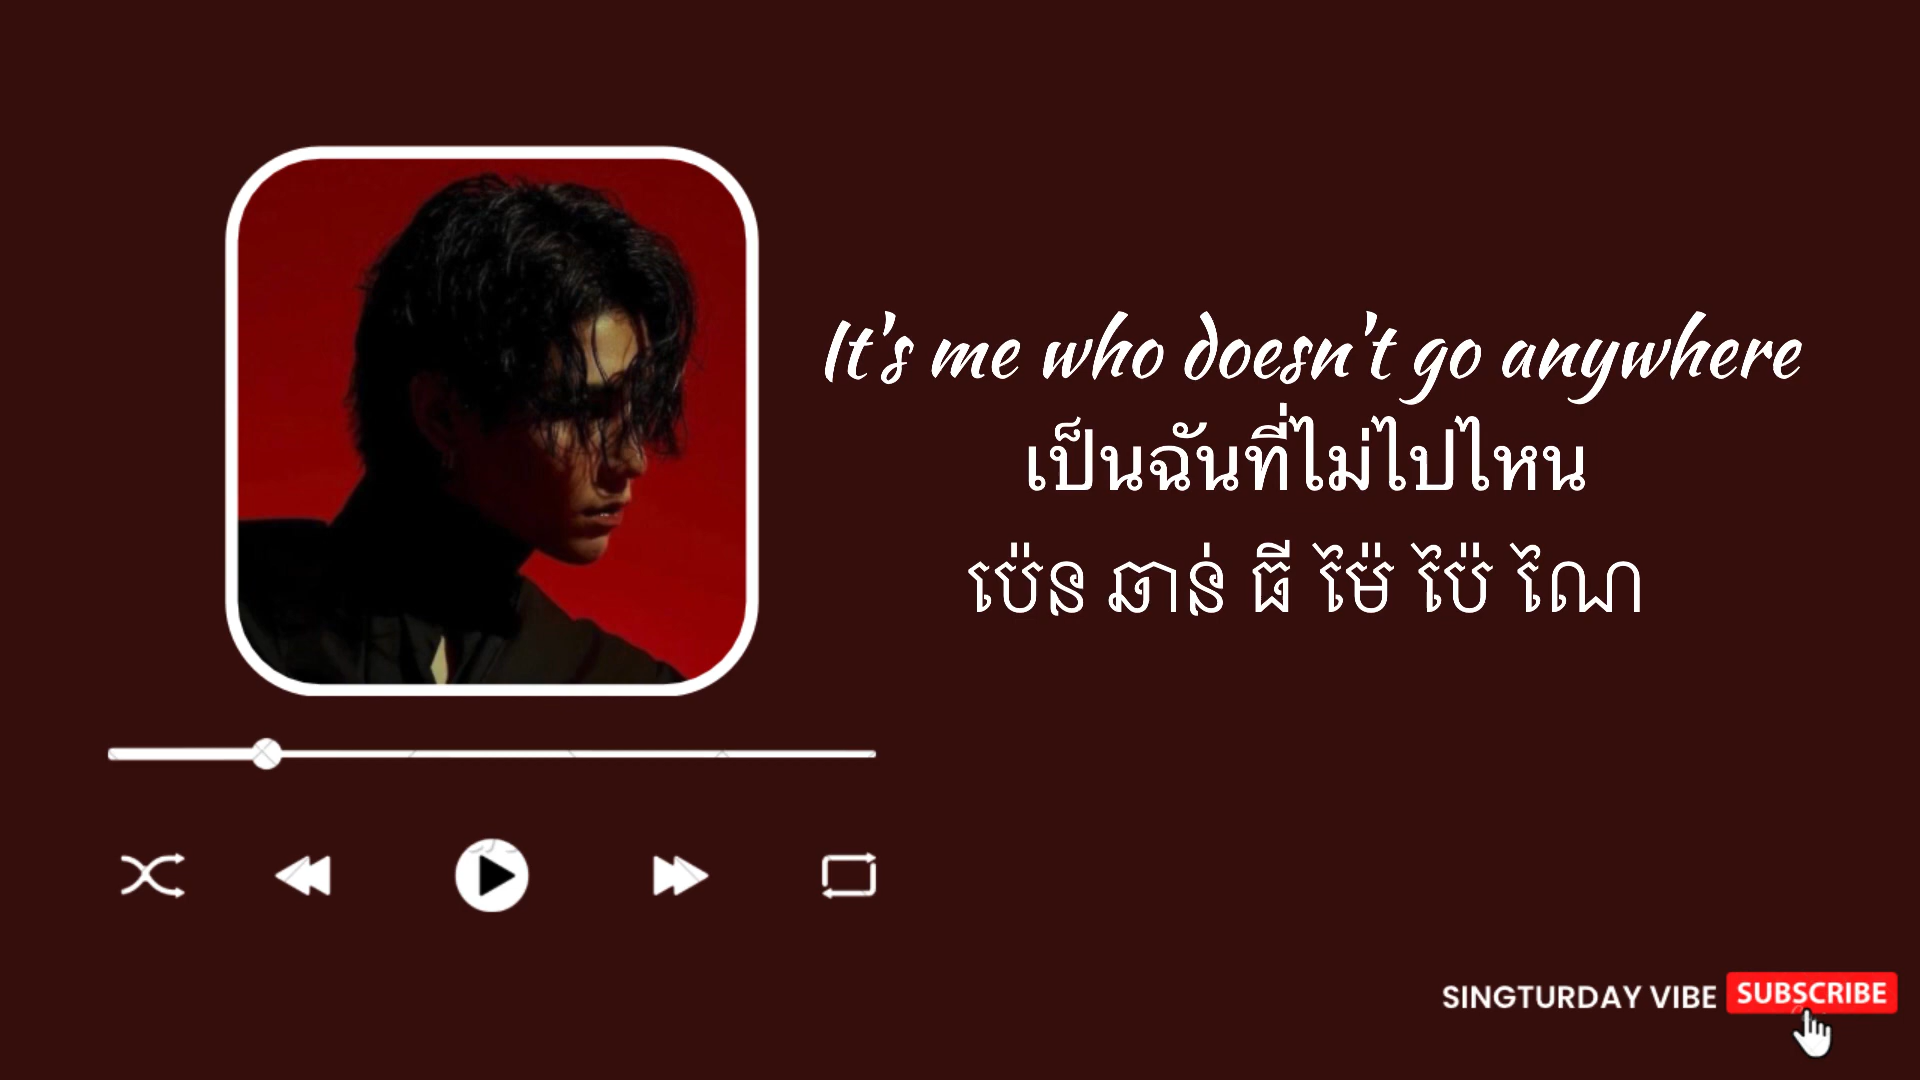 It's me who doesn't go anywhere
เป็นฉันที่ไม่ไปไหน
ប៉េន ឆាន់ ធី ម៉ៃ ប៉ៃ ណៃ
SINGTURDAY VIBE SUBSCRIBE